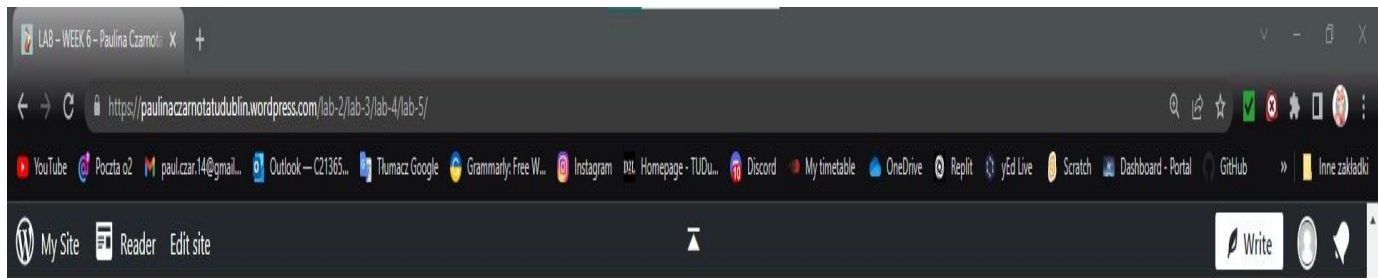 LAB – WEEK 6 – Paulina Czarnota
https://paulinaczarnotatudublin.wordpress.com/lab-2/lab-3/lab-4/lab-5/
YouTube Poczta o2 paul.czar.14@gmail... Outlook — C21365... Tłumacz Google Grammarly: Free W... Instagram Homepage - TUDu... Discord My timetable OneDrive Replit yEd Live Scratch Dashboard - Portal GitHub » Inne zakładki
My Site Reader Edit site Write